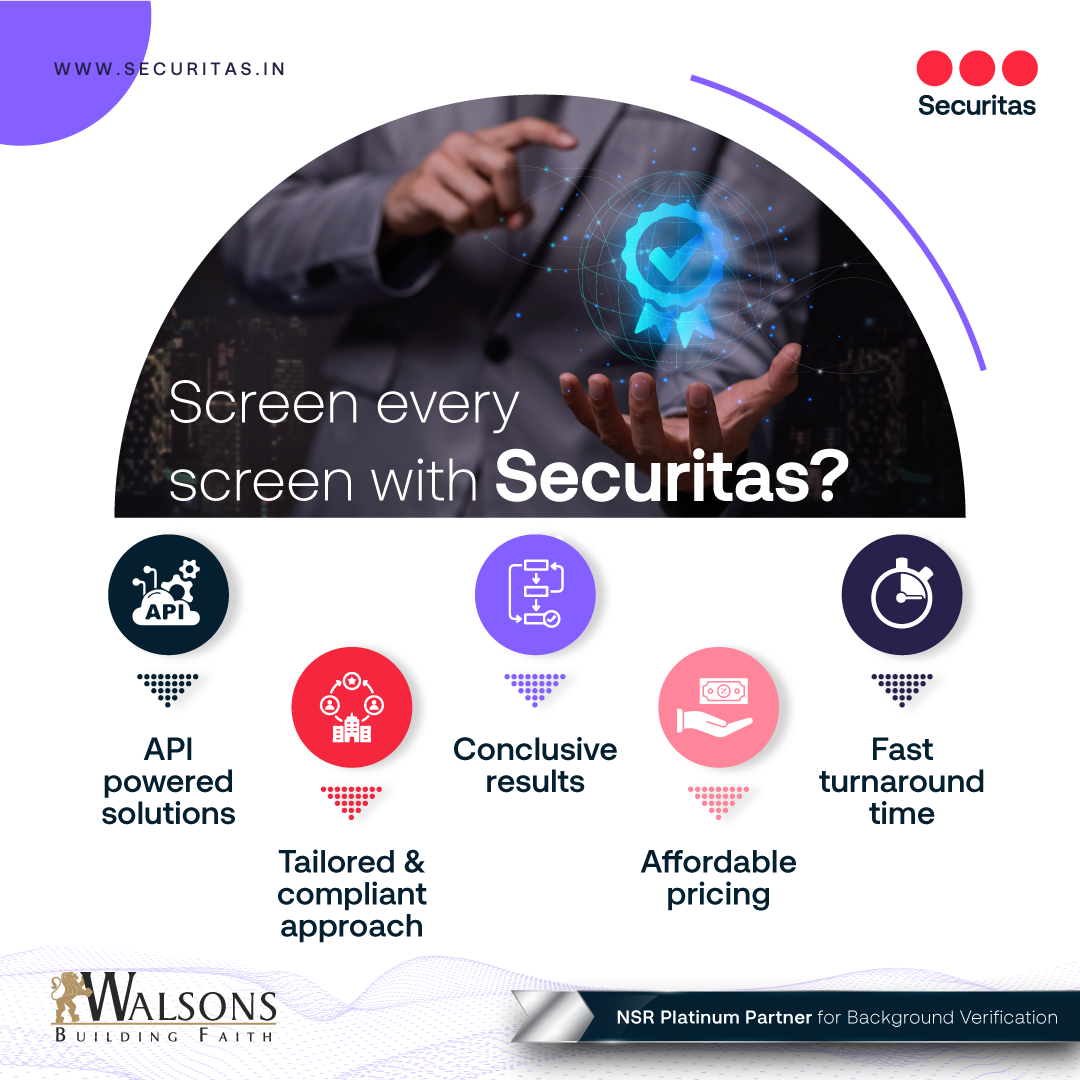 WWW.SECURITAS.IN
Securitas
Screen every
screen with Securitas?
API
API
powered
solutions
Tailored &
compliant
approach
Conclusive
results
Affordable
pricing
Fast
turnaround
time
WALSONS
BUILDING FAITH
NSR Platinum Partner for Background Verification